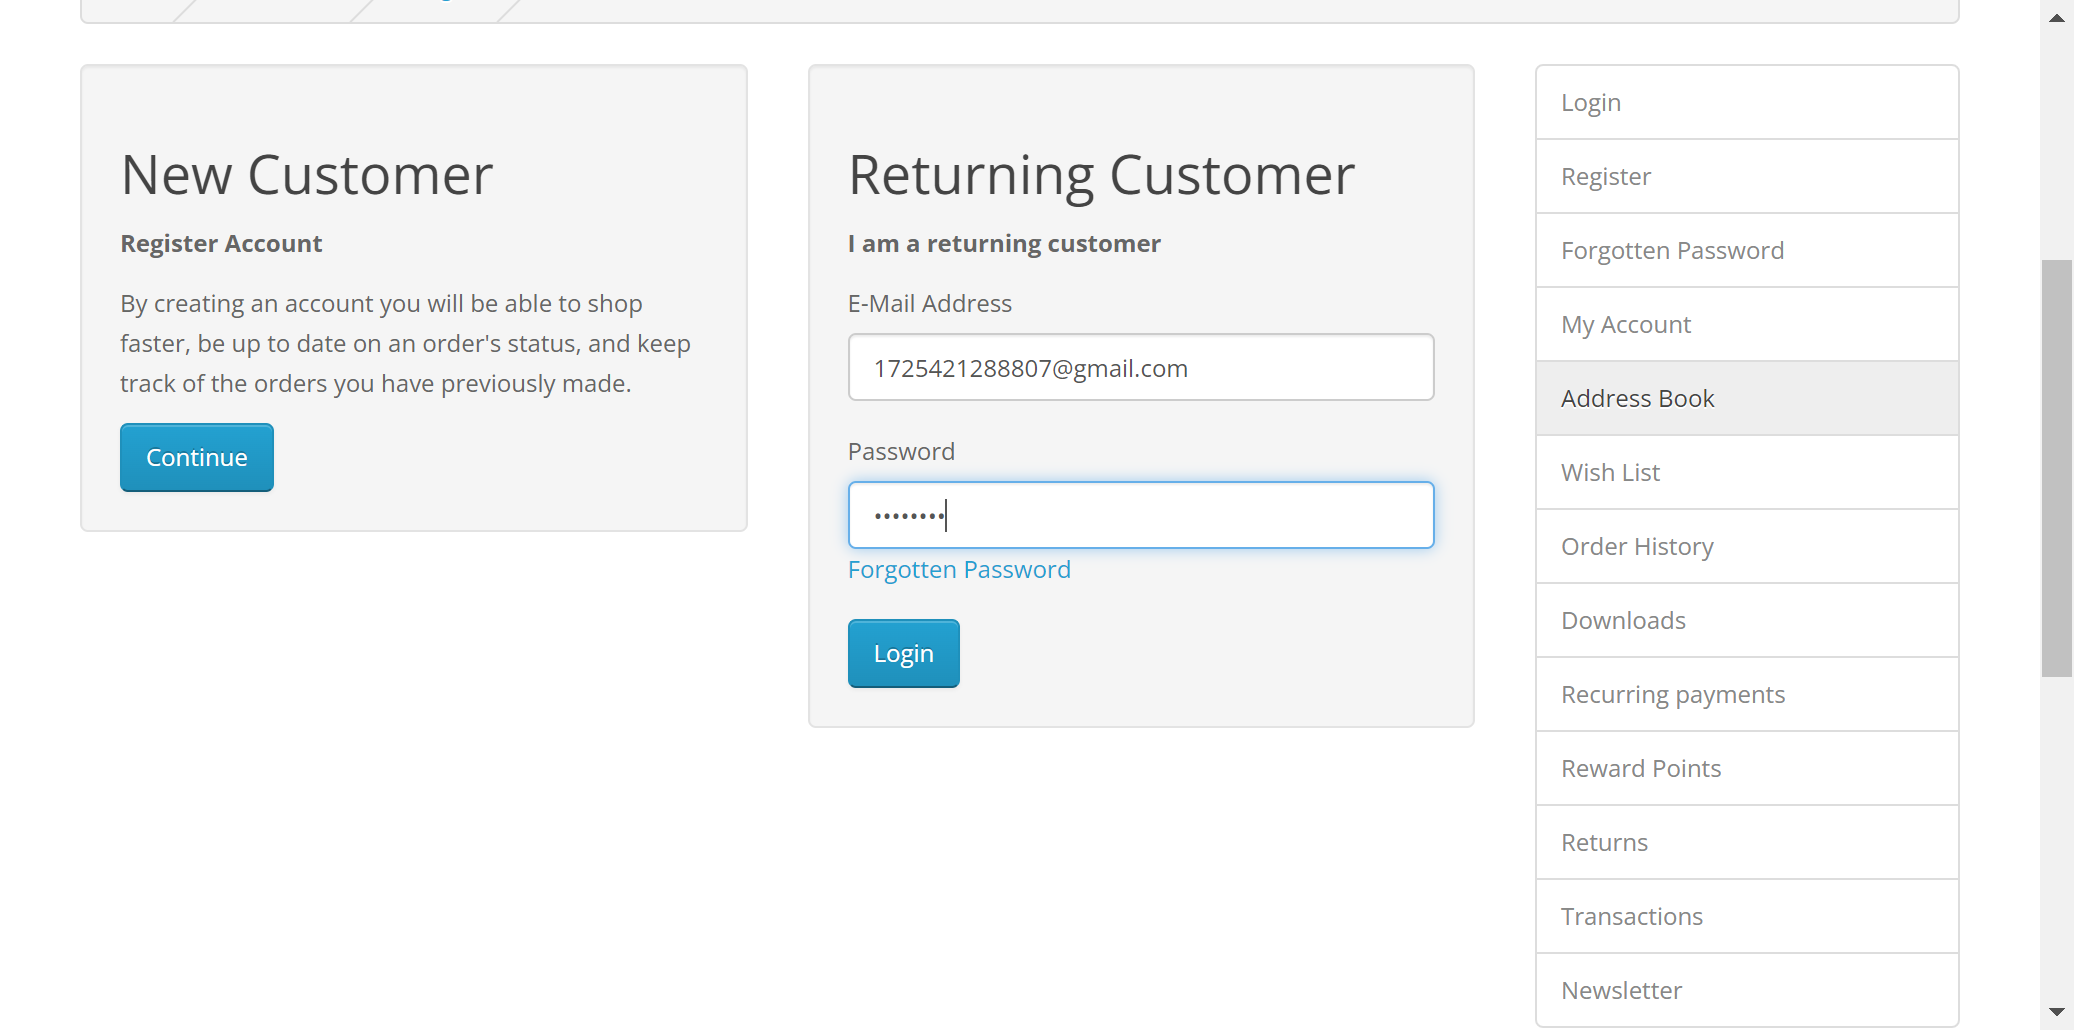 New Customer
Register Account
By creating an account you will be able to shop
faster, be up to date on an order's status, and keep
track of the orders you have previously made.
Continue
Returning Customer
I am a returning customer
E-Mail Address
1725421288807@gmail.com
Password
••••••••
Forgotten Password
Login
Login
Register
Forgotten Password
My Account
Address Book
Wish List
Order History
Downloads
Recurring payments
Reward Points
Returns
Transactions
Newsletter